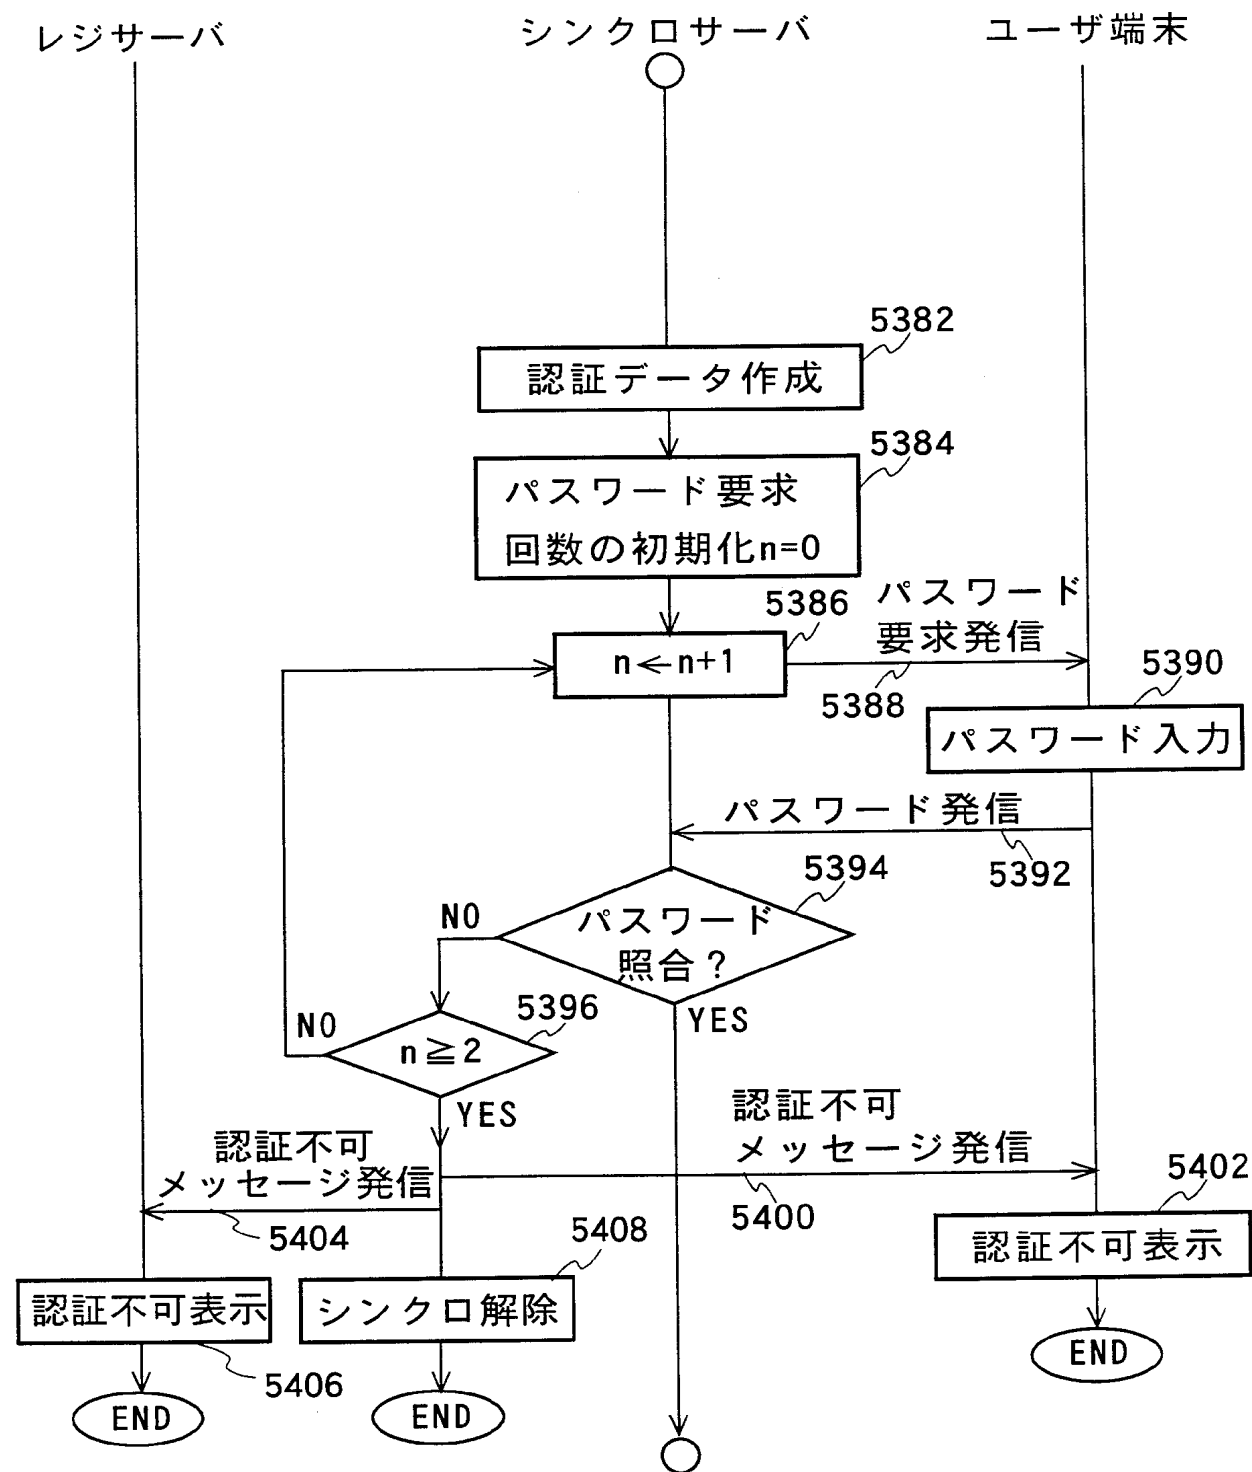 レジサーバ
シンクロサーバ
ユーザ端末
5382
認証データ作成
5384
パスワード要求
回数の初期化n=0
5386
n←n+1
パスワード
要求発信
5388
5390
パスワード入力
パスワード発信
5392
5394
パスワード
照合？
NO
YES
5396
n≧2
NO
YES
認証不可
メッセージ発信
5400
認証不可
メッセージ発信
5404
5402
認証不可表示
5408
シンクロ解除
認証不可表示
5406
END
END
END